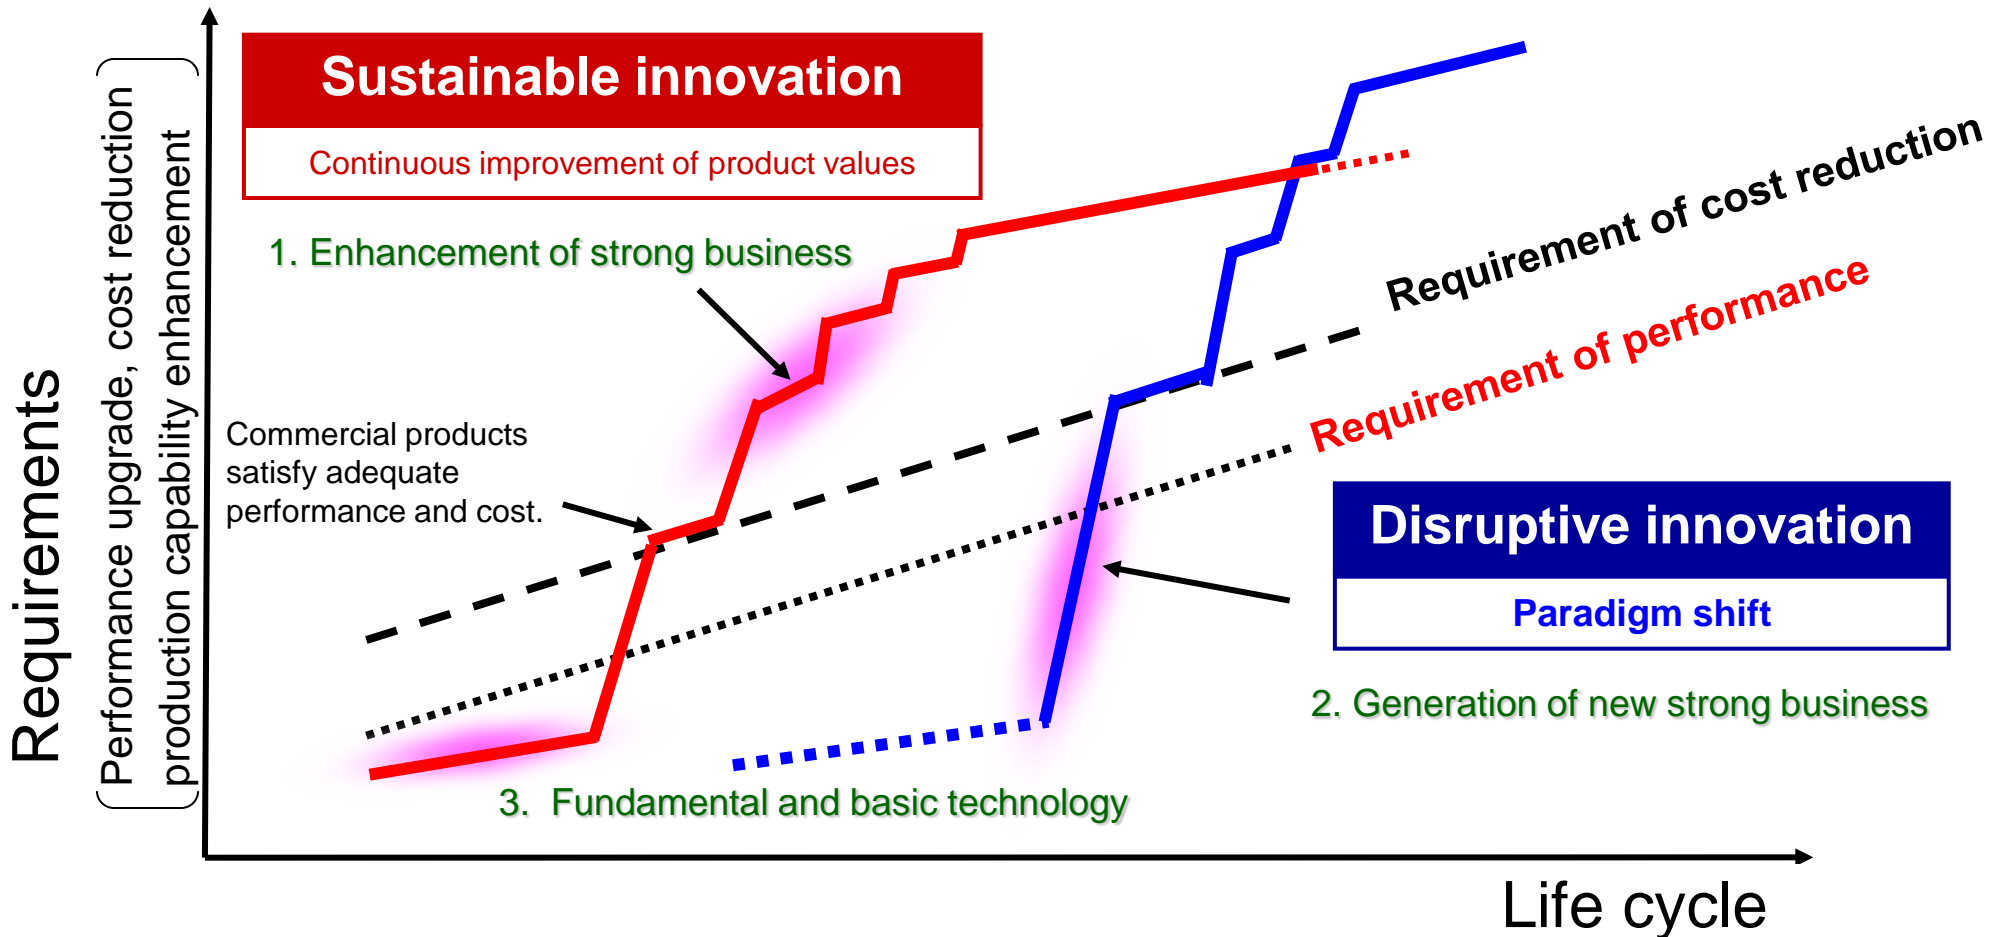 Sustainable innovation
Continuous improvement of product values
1. Enhancement of strong business
Commercial products
satisfy adequate
performance and cost.
Requirements
Performance upgrade, cost reduction
production capability enhancement
Requirement of cost reduction
Requirement of performance
Disruptive innovation
Paradigm shift
2. Generation of new strong business
3. Fundamental and basic technology
Life cycle